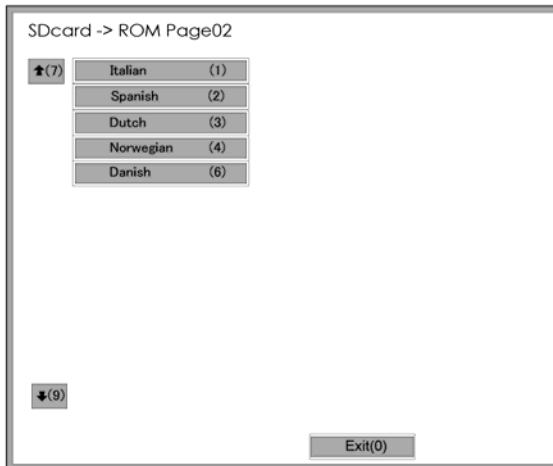 SDcard -> ROM Page02
⬆(7)
Italian (1)
Spanish (2)
Dutch (3)
Norwegian (4)
Danish (6)
⬇(9)
Exit(0)